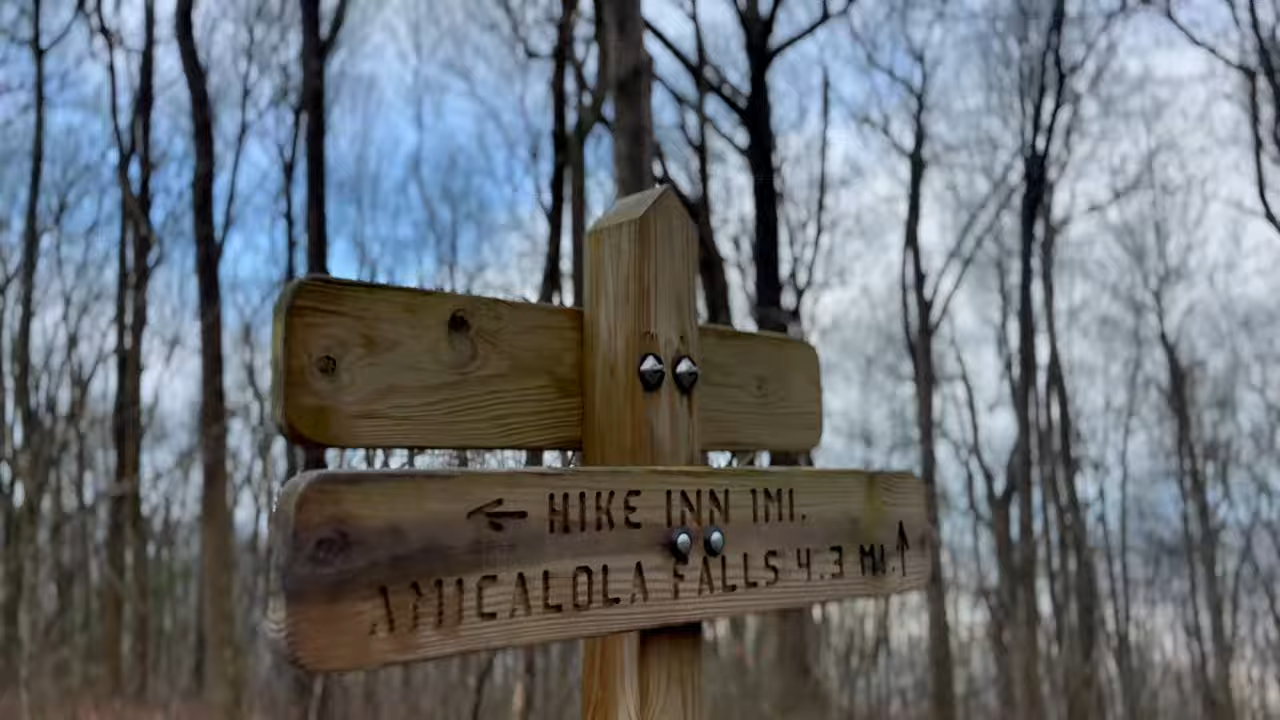 ← HIKE INN 1MI.
AMICALOLA FALLS 4.3 MI. ↑